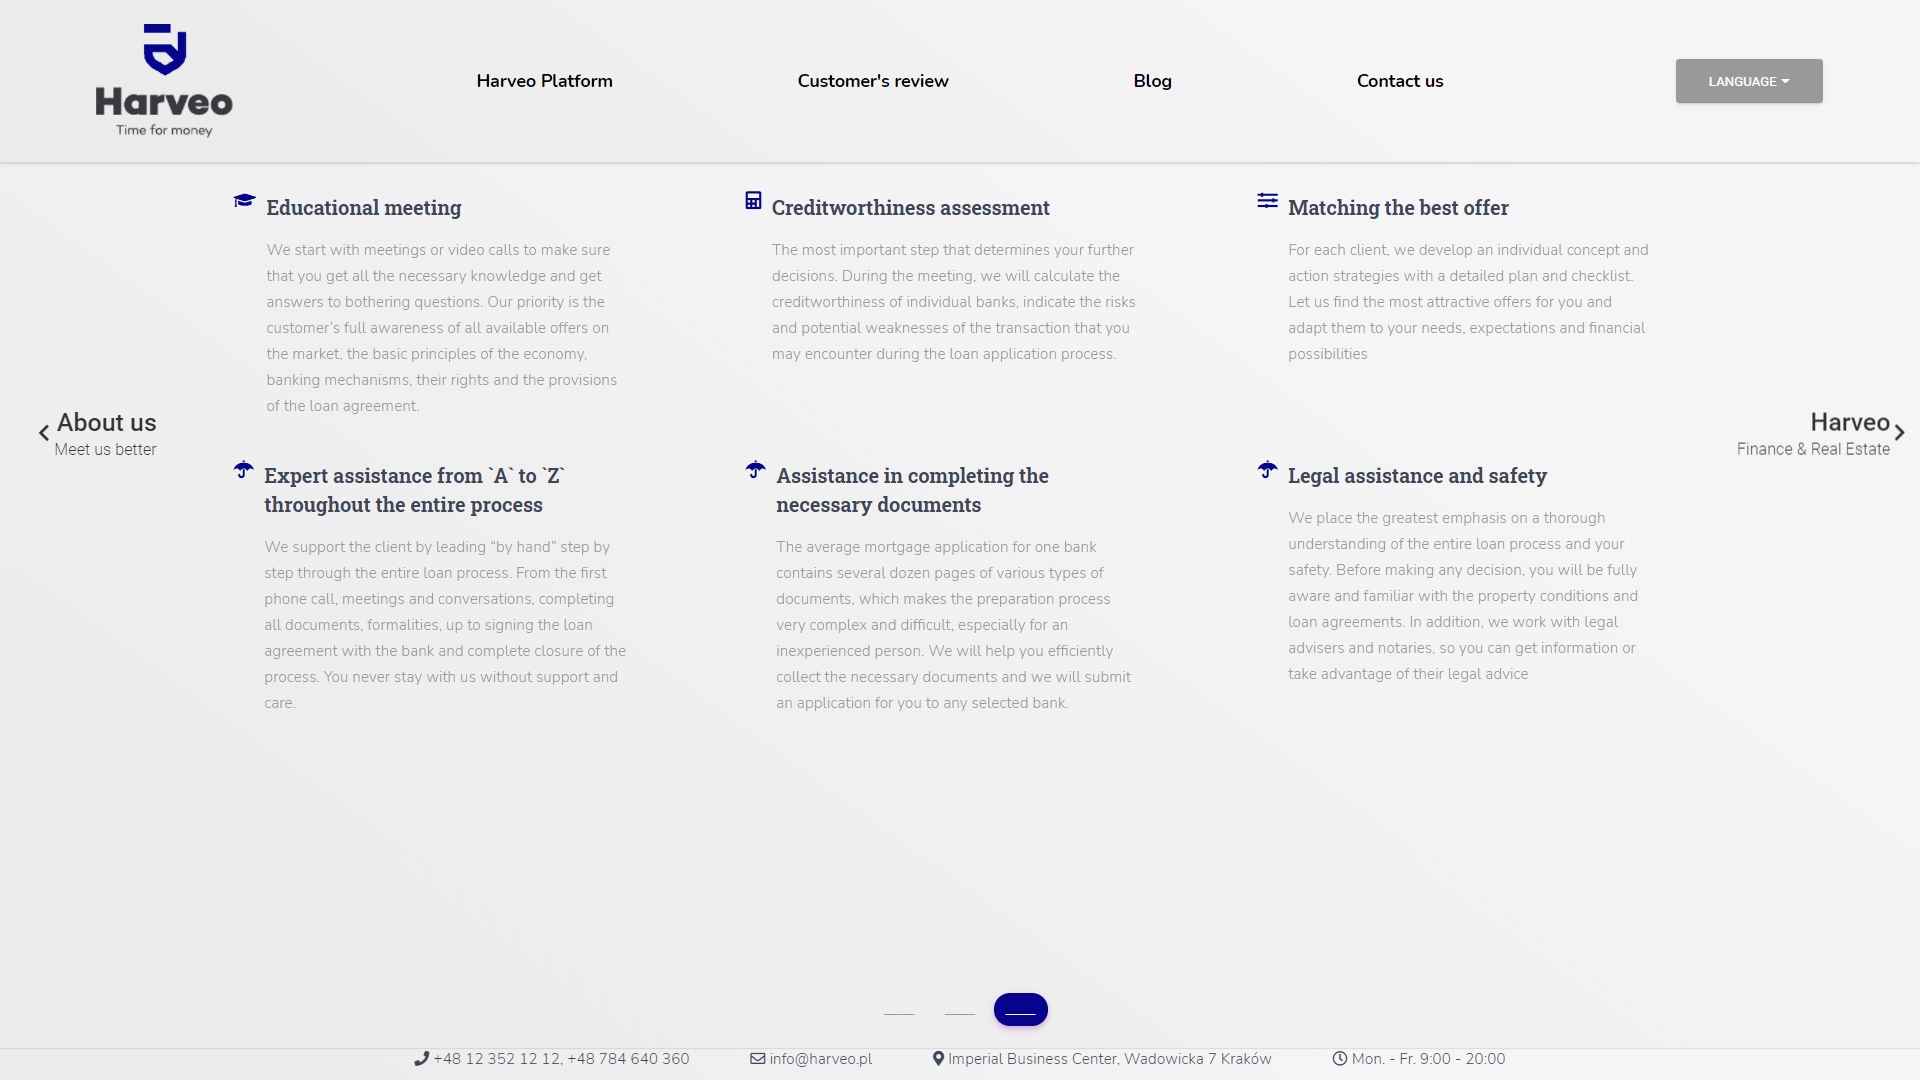 Harveo
Time for money
Harveo Platform
Customer's review
Blog
Contact us
LANGUAGE
Educational meeting
We start with meetings or video calls to make sure
that you get all the necessary knowledge and get
answers to bothering questions. Our priority is the
customer’s full awareness of all available offers on
the market, the basic principles of the economy,
banking mechanisms, their rights and the provisions
of the loan agreement.
Creditworthiness assessment
The most important step that determines your further
decisions. During the meeting, we will calculate the
creditworthiness of individual banks, indicate the risks
and potential weaknesses of the transaction that you
may encounter during the loan application process.
Matching the best offer
For each client, we develop an individual concept and
action strategies with a detailed plan and checklist.
Let us find the most attractive offers for you and
adapt them to your needs, expectations and financial
possibilities
About us
Meet us better
Harveo
Finance & Real Estate
Expert assistance from `A` to `Z`
throughout the entire process
We support the client by leading “by hand” step by
step through the entire loan process. From the first
phone call, meetings and conversations, completing
all documents, formalities, up to signing the loan
agreement with the bank and complete closure of the
process. You never stay with us without support and
care.
Assistance in completing the
necessary documents
The average mortgage application for one bank
contains several dozen pages of various types of
documents, which makes the preparation process
very complex and difficult, especially for an
inexperienced person. We will help you efficiently
collect the necessary documents and we will submit
an application for you to any selected bank.
Legal assistance and safety
We place the greatest emphasis on a thorough
understanding of the entire loan process and your
safety. Before making any decision, you will be fully
aware and familiar with the property conditions and
loan agreements. In addition, we work with legal
advisers and notaries, so you can get information or
take advantage of their legal advice
+48 12 352 12 12, +48 784 640 360
info@harveo.pl
Imperial Business Center, Wadowicka 7 Kraków
Mon. - Fr. 9:00 - 20:00